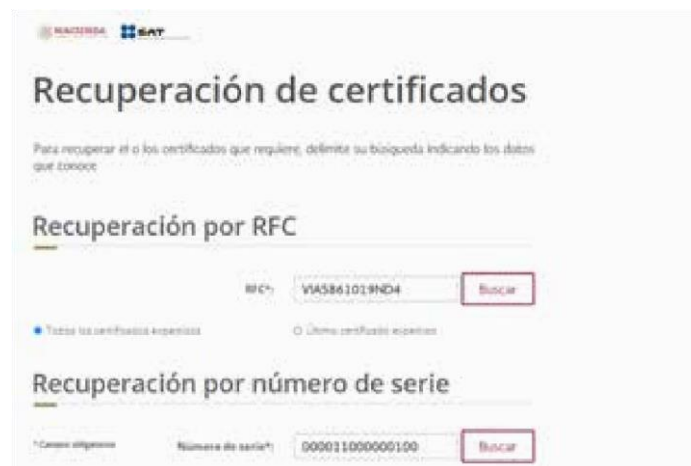 HACIENDA SAT
Recuperación de certificados
Para recuperar el o los certificados que requiere, delimite su búsqueda indicando los datos
que conoce
Recuperación por RFC
RFC*: VIAS861019ND4 Buscar
Todos los certificados expedidos Último certificado expedido
Recuperación por número de serie
* Campos obligatorios Número de serie*: 000011000000100 Buscar